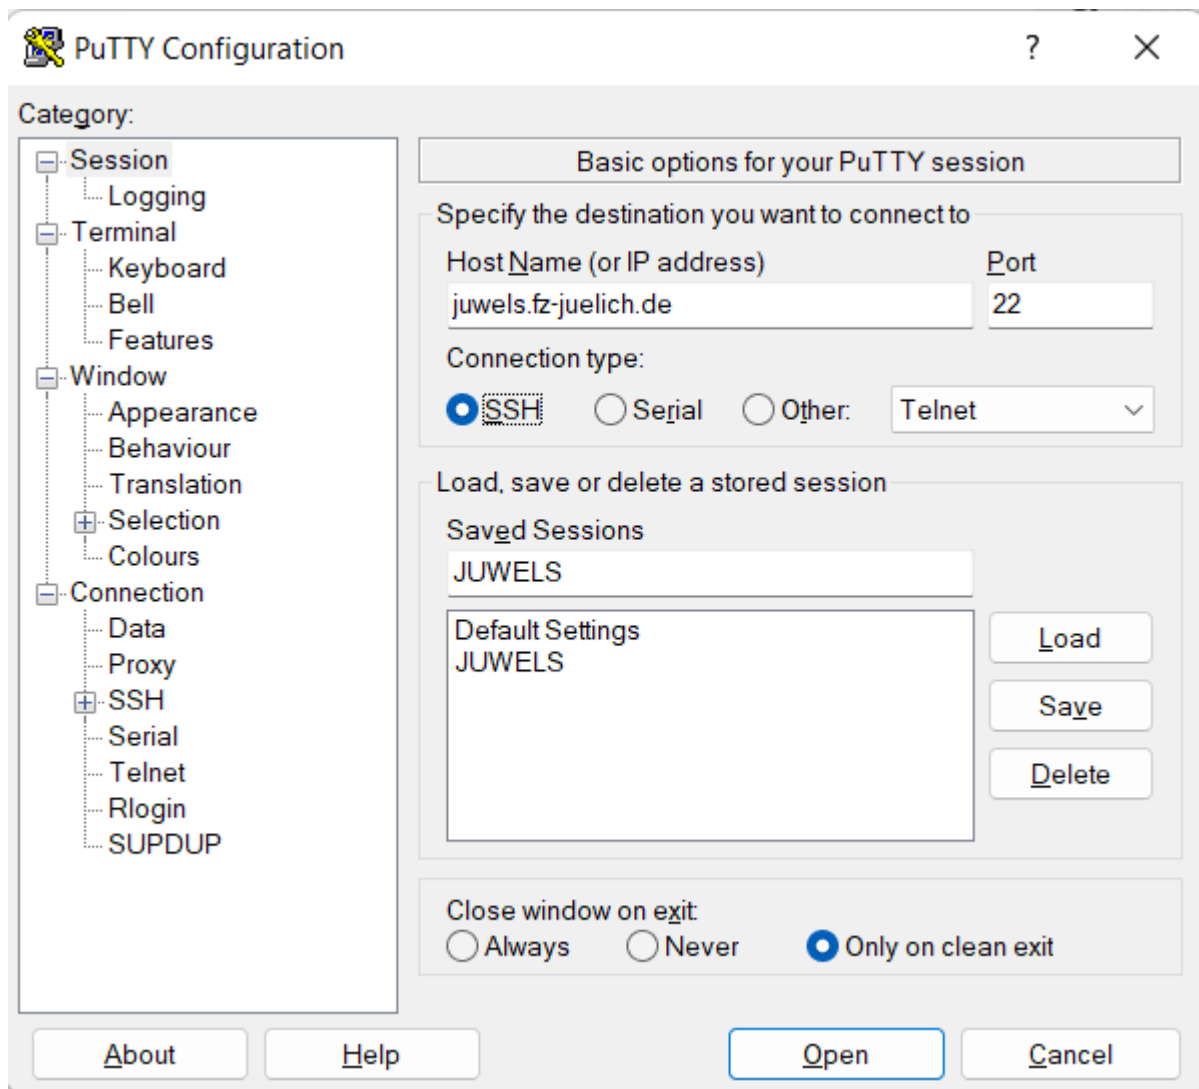 PuTTY Configuration
?
Category:
Session
Logging
Terminal
Keyboard
Bell
Features
Window
Appearance
Behaviour
Translation
Selection
Colours
Connection
Data
Proxy
SSH
Serial
Telnet
Rlogin
SUPDUP
Basic options for your PuTTY session
Specify the destination you want to connect to
Host Name (or IP address) Port
juwels.fz-juelich.de 22
Connection type:
SSH Serial Other: Telnet
Load, save or delete a stored session
Saved Sessions
JUWELS
Default Settings
JUWELS
Load
Save
Delete
Close window on exit:
Always Never Only on clean exit
About Help Open Cancel